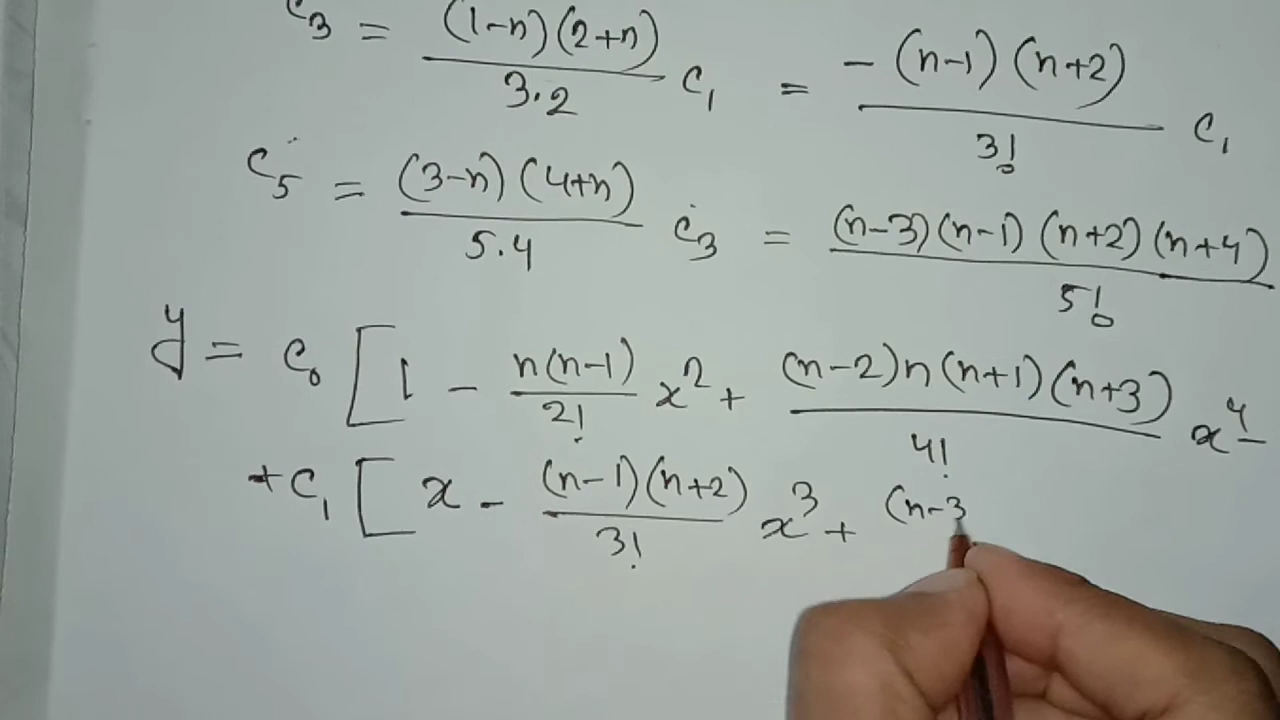 C3 = (1-n)(2+n) / 3.2 C1 = -(n-1)(n+2) / 3! C1
C5 = (3-n)(4+n) / 5.4 C3 = (n-3)(n-1)(n+2)(n+4) / 5!
y = C0 [ 1 - n(n-1) / 2! x^2 + (n-2)n(n+1)(n+3) / 4! x^4 -
+ C1 [ x - (n-1)(n+2) / 3! x^3 + (n-3